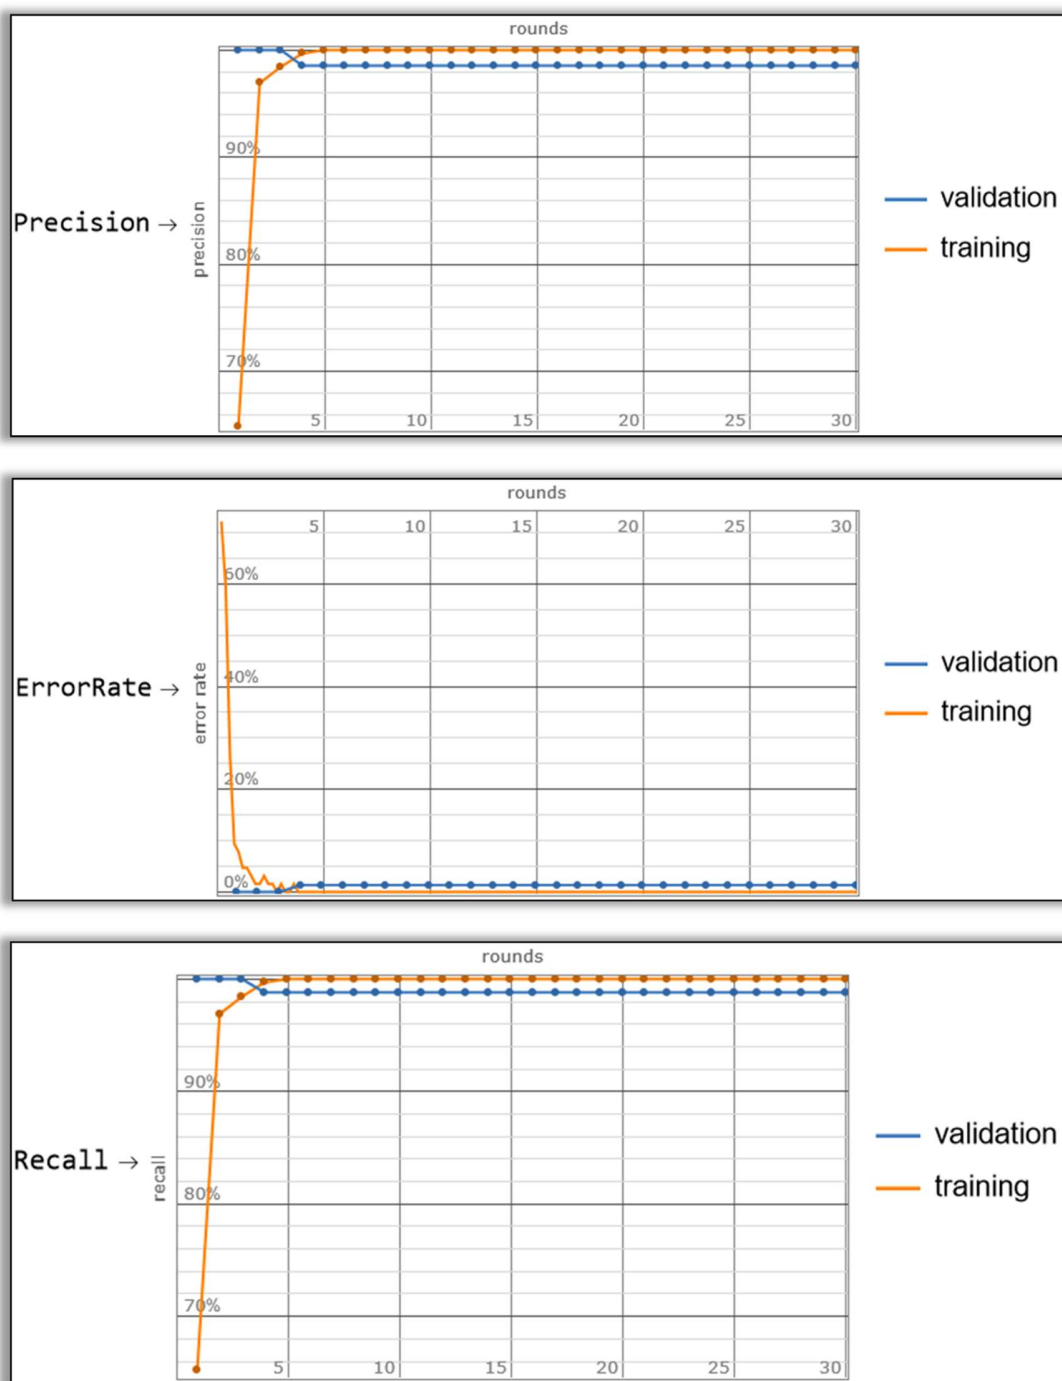 rounds
90%
80%
70%
5 10 15 20 25 30
precision
Precision →
validation
training
rounds
5 10 15 20 25 30
60%
40%
20%
0%
error rate
ErrorRate →
validation
training
rounds
90%
80%
70%
5 10 15 20 25 30
recall
Recall →
validation
training